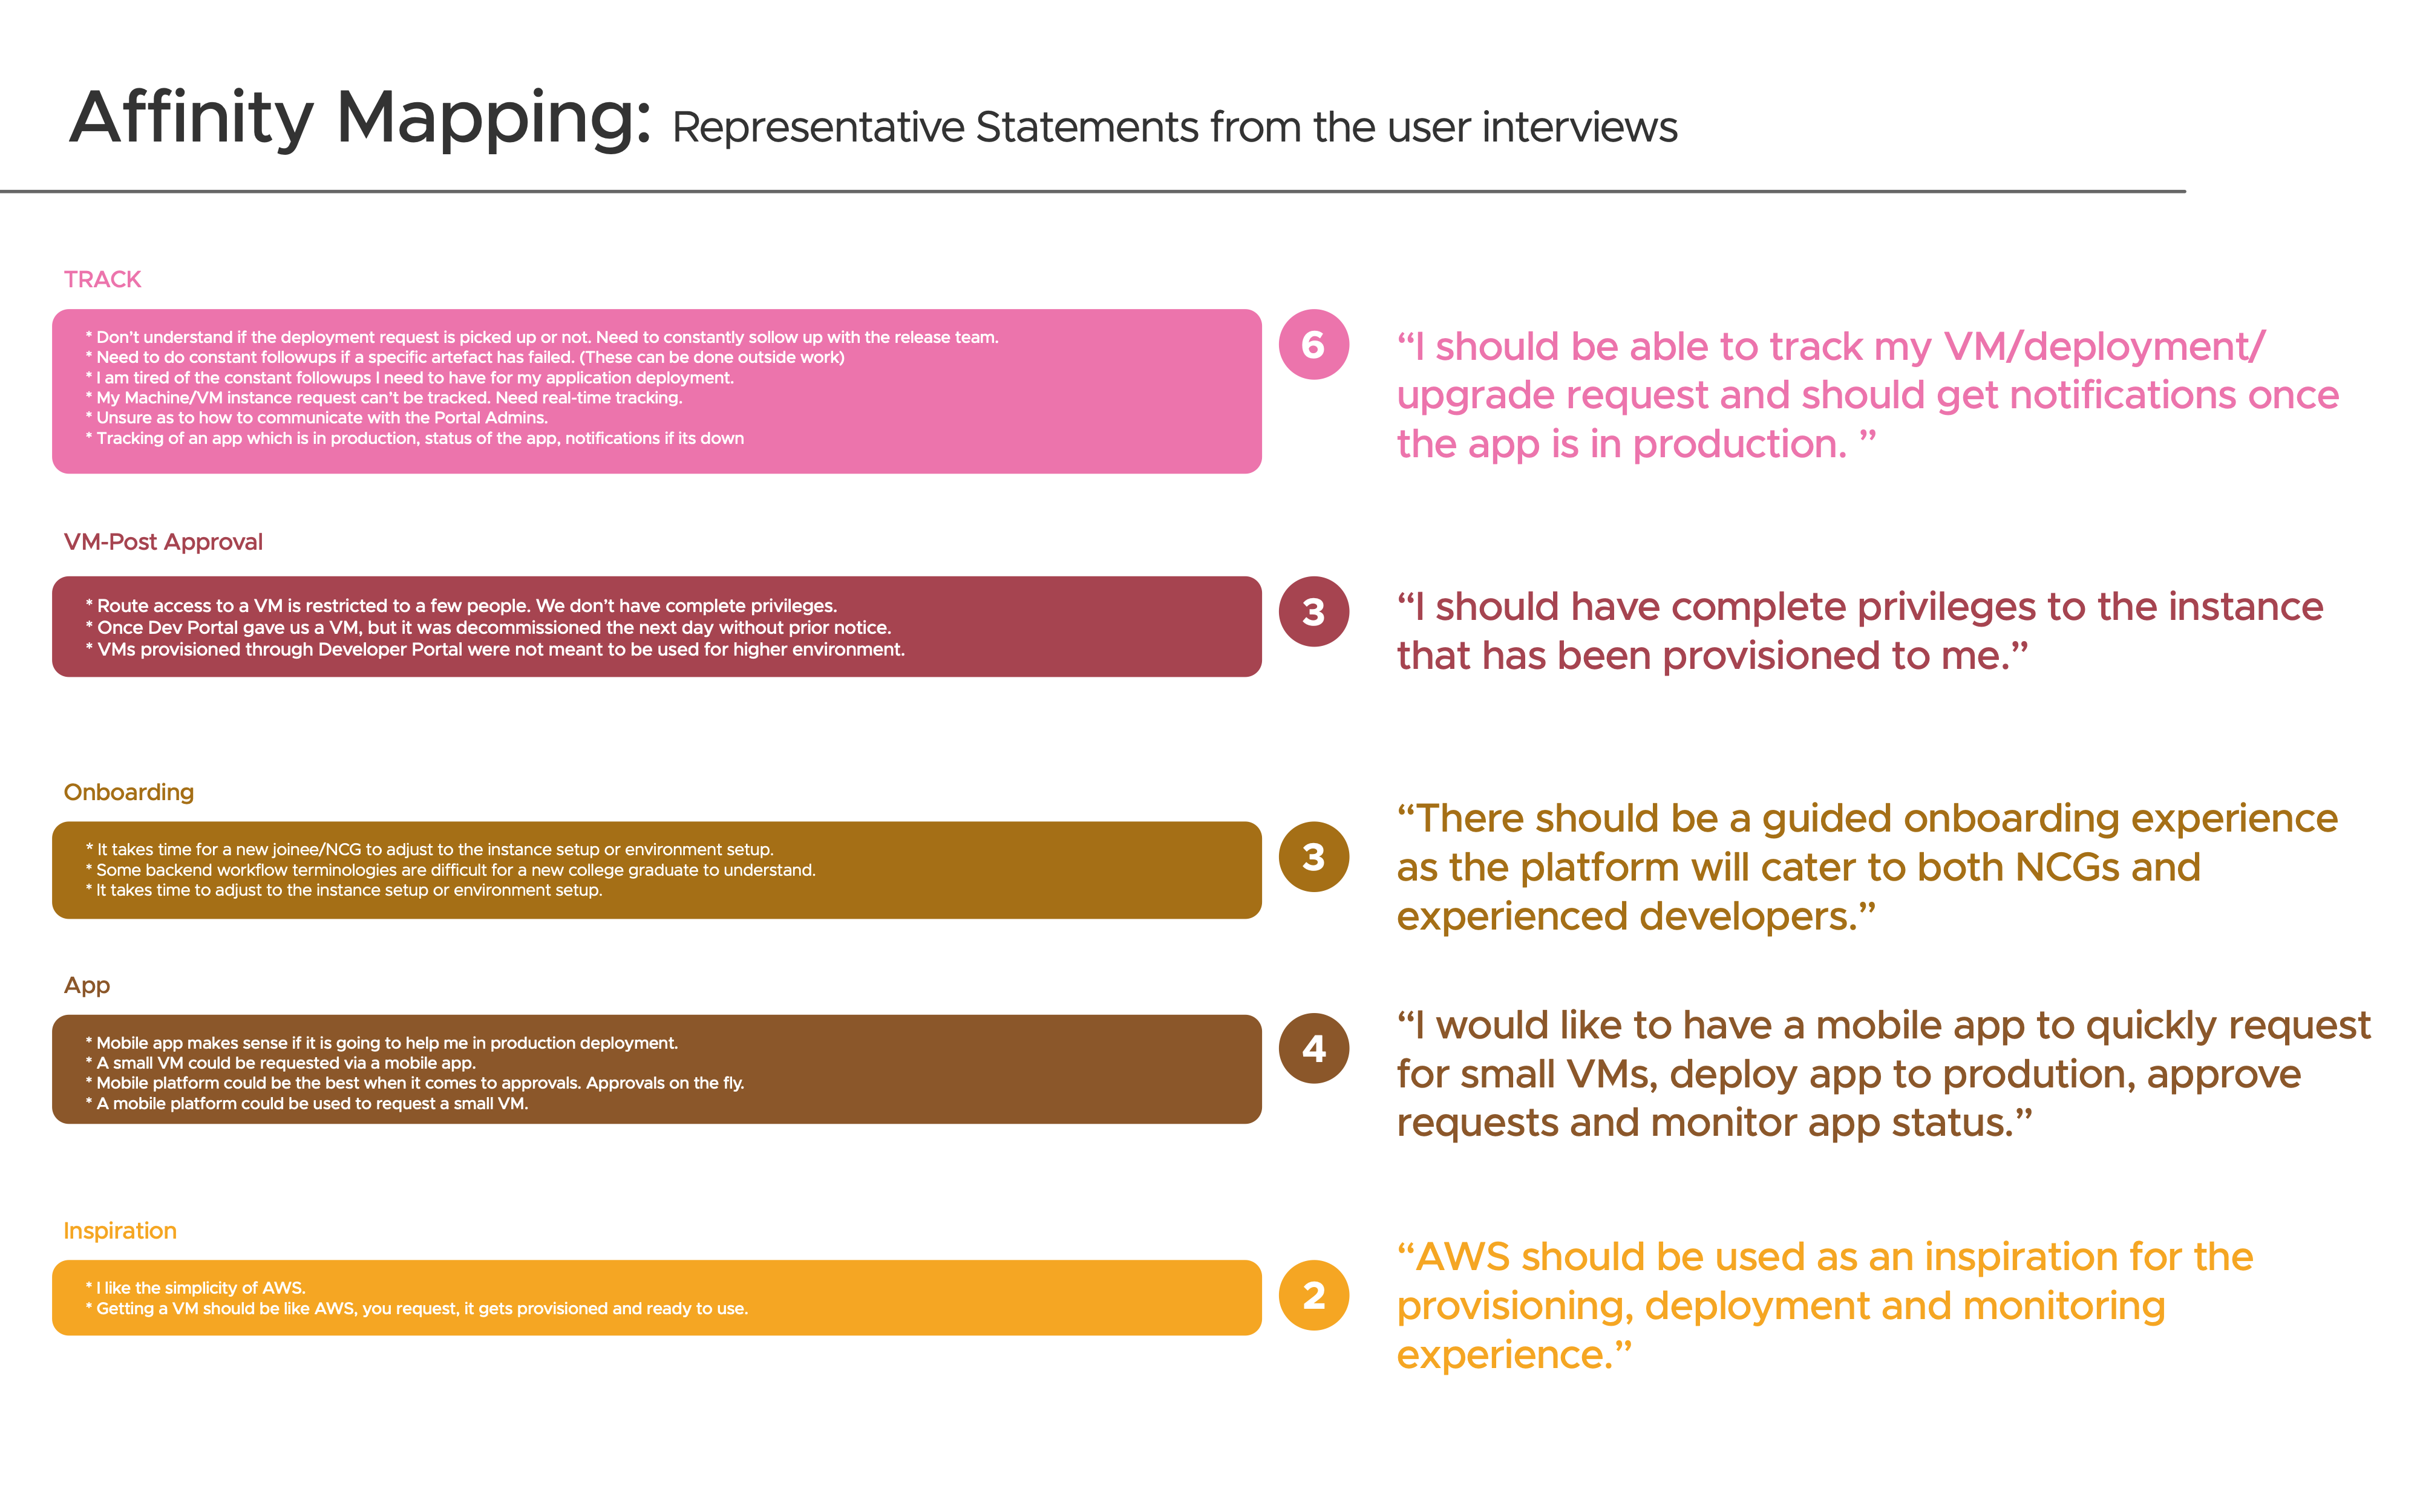 Affinity Mapping: Representative Statements from the user interviews
TRACK
* Don't understand if the deployment request is picked up or not. Need to constantly sollow up with the release team.
* Need to do constant followups if a specific artefact has failed. (These can be done outside work)
* I am tired of the constant followups I need to have for my application deployment.
* My Machine/VM instance request can't be tracked. Need real-time tracking.
* Unsure as to how to communicate with the Portal Admins.
* Tracking of an app which is in production, status of the app, notifications if its down
6
“I should be able to track my VM/deployment/
upgrade request and should get notifications once
the app is in production. ”
VM-Post Approval
* Route access to a VM is restricted to a few people. We don't have complete privileges.
* Once Dev Portal gave us a VM, but it was decommissioned the next day without prior notice.
* VMs provisioned through Developer Portal were not meant to be used for higher environment.
3
“I should have complete privileges to the instance
that has been provisioned to me.”
Onboarding
* It takes time for a new joinee/NCG to adjust to the instance setup or environment setup.
* Some backend workflow terminologies are difficult for a new college graduate to understand.
* It takes time to adjust to the instance setup or environment setup.
3
“There should be a guided onboarding experience
as the platform will cater to both NCGs and
experienced developers.”
App
* Mobile app makes sense if it is going to help me in production deployment.
* A small VM could be requested via a mobile app.
* Mobile platform could be the best when it comes to approvals. Approvals on the fly.
* A mobile platform could be used to request a small VM.
4
“I would like to have a mobile app to quickly request
for small VMs, deploy app to prodution, approve
requests and monitor app status.”
Inspiration
* I like the simplicity of AWS.
* Getting a VM should be like AWS, you request, it gets provisioned and ready to use.
2
“AWS should be used as an inspiration for the
provisioning, deployment and monitoring
experience.”